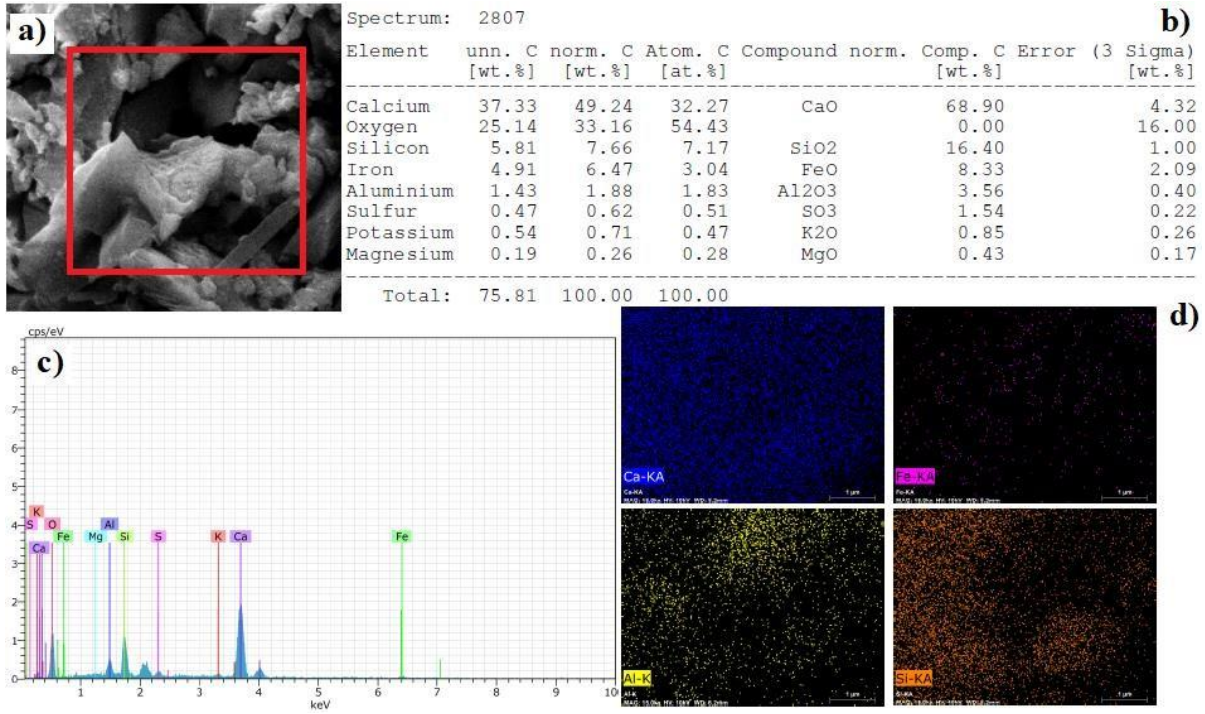 a)
b)
Spectrum: 2807
Element unn. C norm. C Atom. C Compound norm. Comp. C Error (3 Sigma)
[wt.%] [wt.%] [at.%] [wt.%] [wt.%]
Calcium 37.33 49.24 32.27 CaO 68.90 4.32
Oxygen 25.14 33.16 54.43 0.00 16.00
Silicon 5.81 7.66 7.17 SiO2 16.40 1.00
Iron 4.91 6.47 3.04 FeO 8.33 2.09
Aluminium 1.43 1.88 1.83 Al2O3 3.56 0.40
Sulfur 0.47 0.62 0.51 SO3 1.54 0.22
Potassium 0.54 0.71 0.47 K2O 0.85 0.26
Magnesium 0.19 0.26 0.28 MgO 0.43 0.17
Total: 75.81 100.00 100.00
c)
cps/eV
8
7
6
5
4
3
2
1
0
K
S O Al
Fe Mg Si S K Ca Fe
Ca
1 2 3 4 5 6 7 8 9 10
keV
d)
Ca-KA
Ca-KA
1 µm
Fe-KA
Fe-KA
1 µm
Al-K
Al-K
1 µm
Si-KA
Si-KA
1 µm